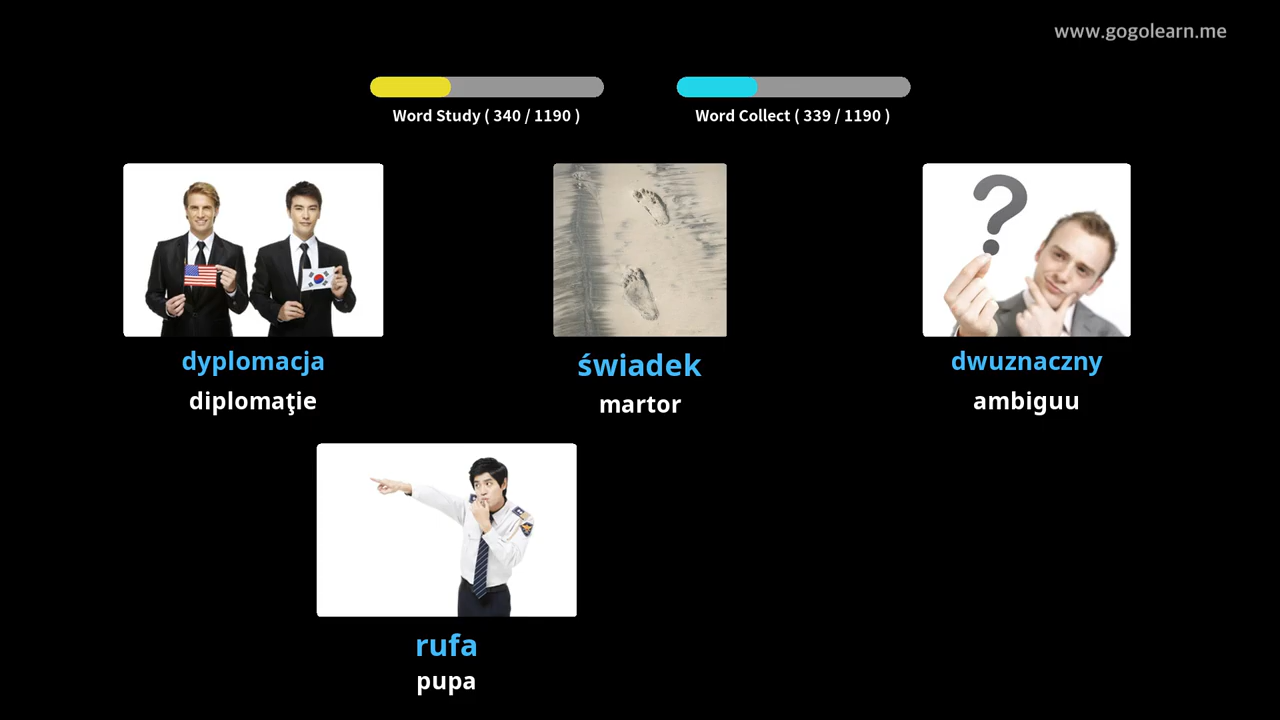 www.gogolearn.me
Word Study ( 340 / 1190 )
Word Collect ( 339 / 1190 )
dyplomacja
diplomaţie
świadek
martor
dwuznaczny
ambiguu
rufa
pupa